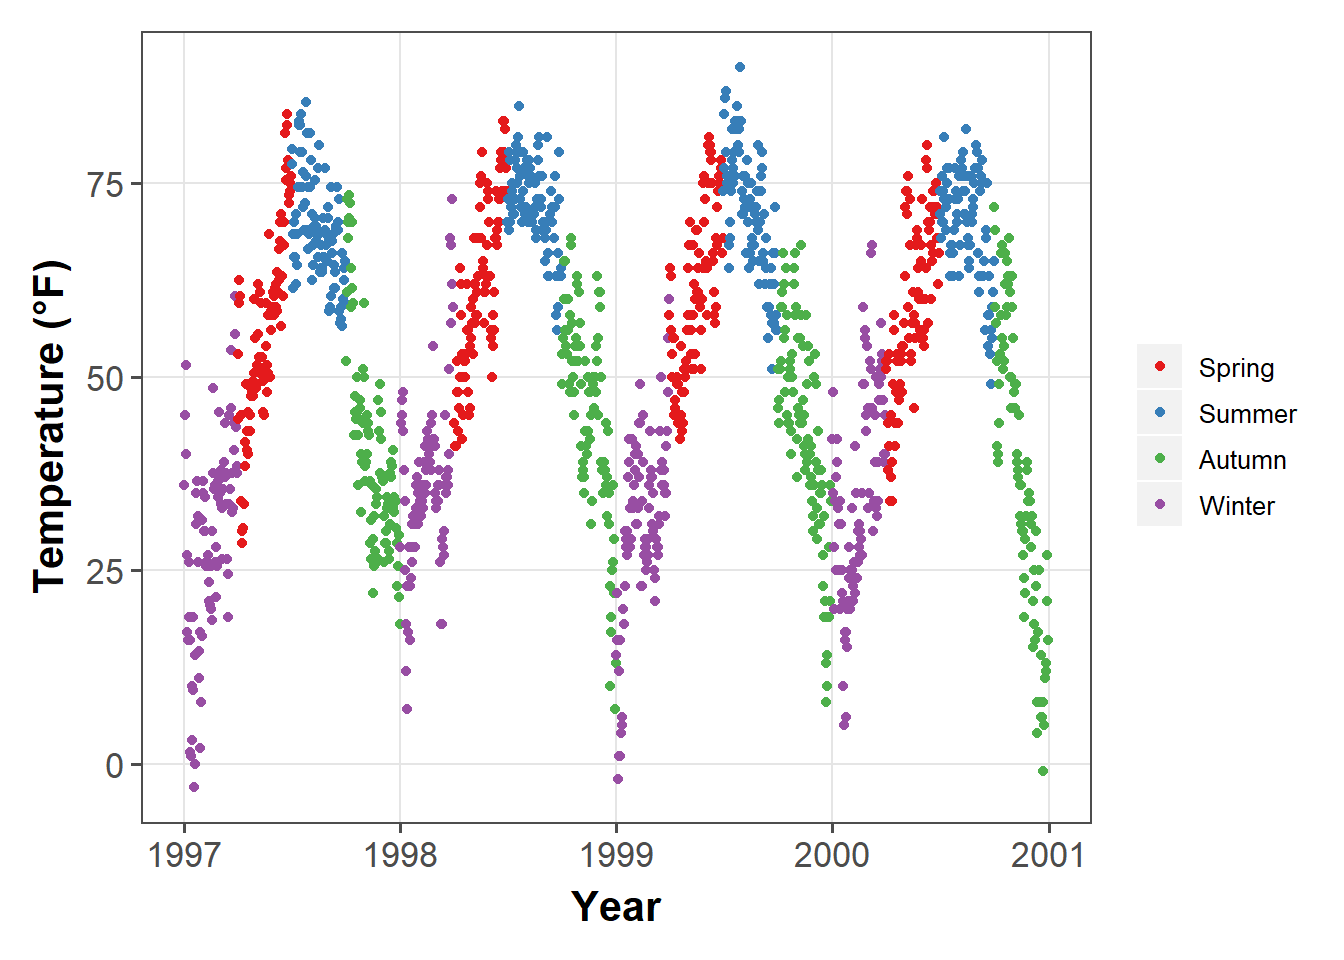 Temperature (°F)
75
50
25
0
1997 1998 1999 2000 2001
Year
Spring
Summer
Autumn
Winter